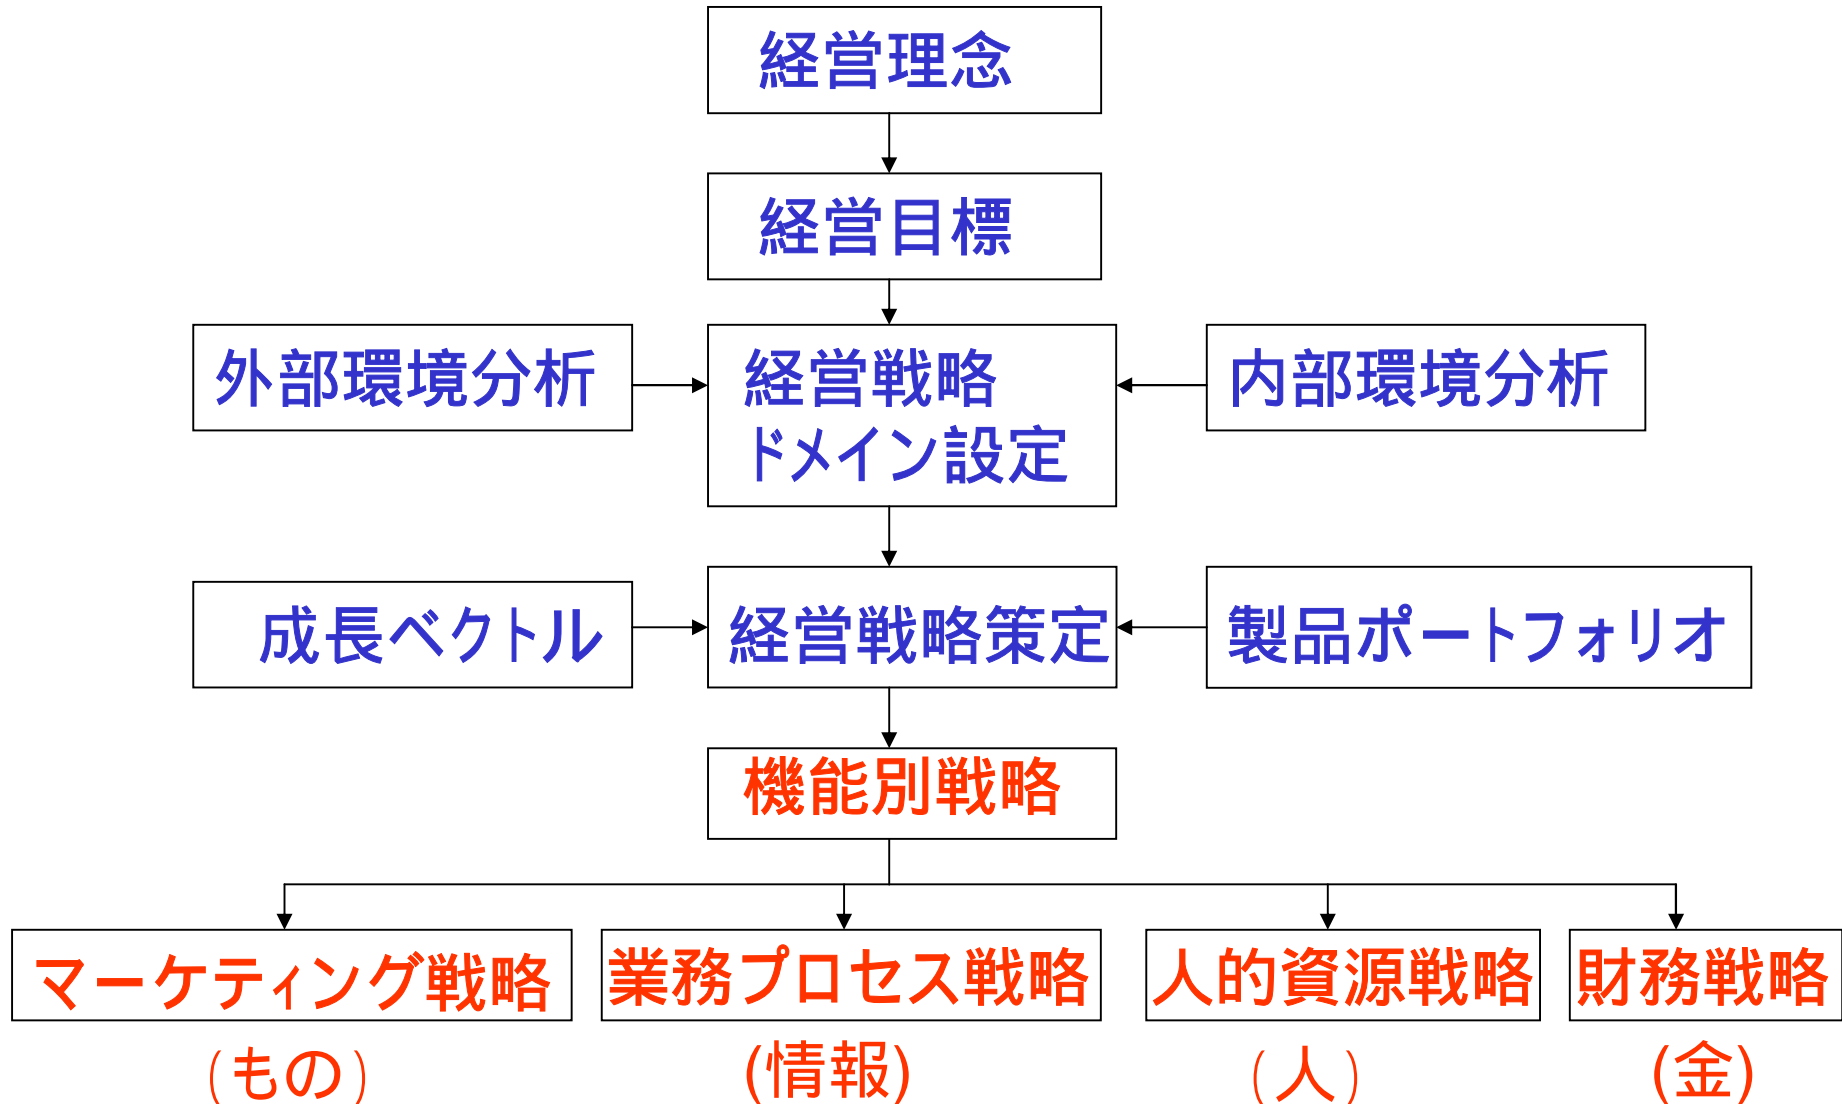 経営理念
経営目標
外部環境分析
経営戦略
ドメイン設定
内部環境分析
成長ベクトル
経営戦略策定
製品ポートフォリオ
機能別戦略
マーケティング戦略
業務プロセス戦略
人的資源戦略
財務戦略
(もの)
(情報)
(人)
(金)